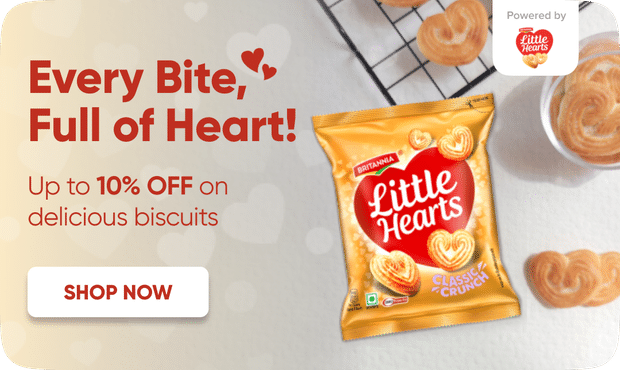 Every Bite,
Full of Heart!
Up to 10% OFF on
delicious biscuits
SHOP NOW
Powered by
Little
Hearts
BRITANNIA
Little
Hearts
CLASSIC
CRUNCH